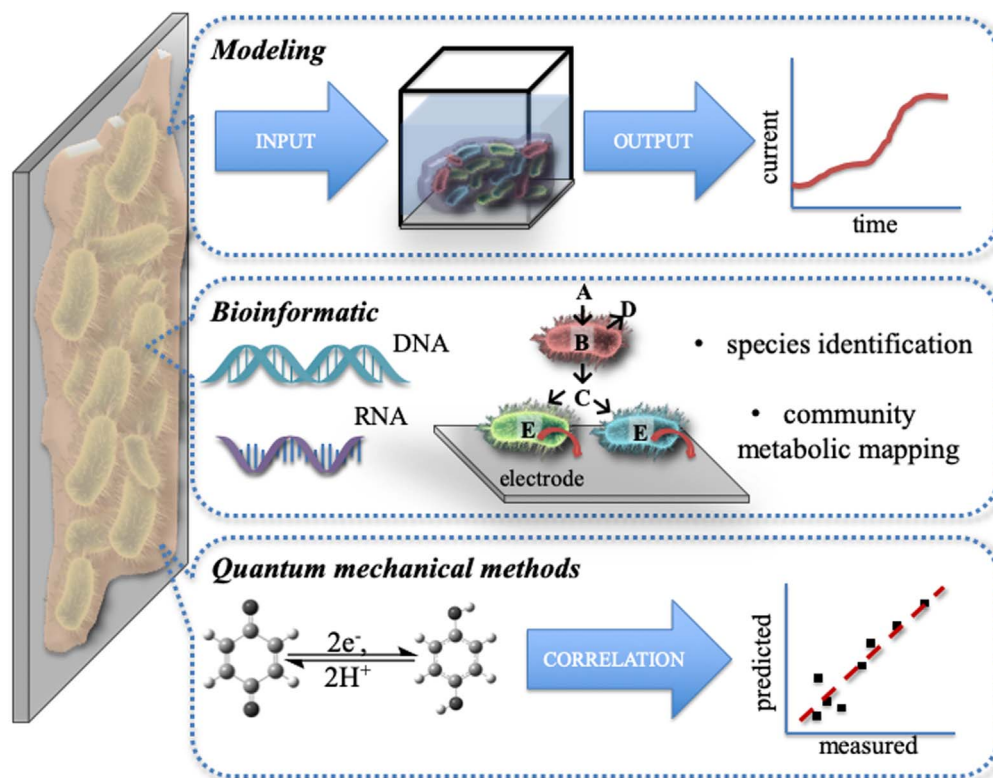 Modeling
INPUT
OUTPUT
current
time
Bioinformatic
DNA
RNA
A
D
B
C
E
E
electrode
• species identification
• community
metabolic mapping
Quantum mechanical methods
2e⁻,
2H⁺
CORRELATION
predicted
measured